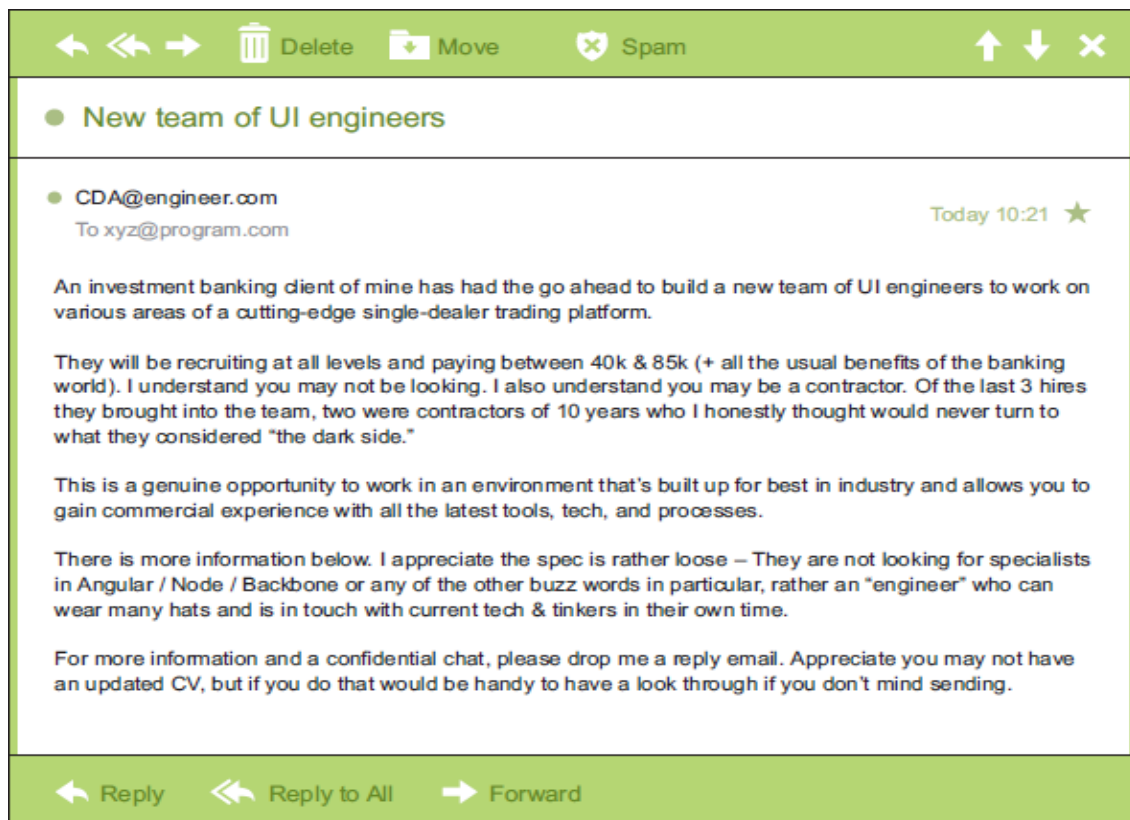 Delete Move Spam
New team of UI engineers
CDA@engineer.com
Today 10:21
To xyz@program.com
An investment banking client of mine has had the go ahead to build a new team of UI engineers to work on
various areas of a cutting-edge single-dealer trading platform.
They will be recruiting at all levels and paying between 40k & 85k (+ all the usual benefits of the banking
world). I understand you may not be looking. I also understand you may be a contractor. Of the last 3 hires
they brought into the team, two were contractors of 10 years who I honestly thought would never turn to
what they considered “the dark side.”
This is a genuine opportunity to work in an environment that’s built up for best in industry and allows you to
gain commercial experience with all the latest tools, tech, and processes.
There is more information below. I appreciate the spec is rather loose – They are not looking for specialists
in Angular / Node / Backbone or any of the other buzz words in particular, rather an “engineer” who can
wear many hats and is in touch with current tech & tinkers in their own time.
For more information and a confidential chat, please drop me a reply email. Appreciate you may not have
an updated CV, but if you do that would be handy to have a look through if you don’t mind sending.
Reply Reply to All Forward